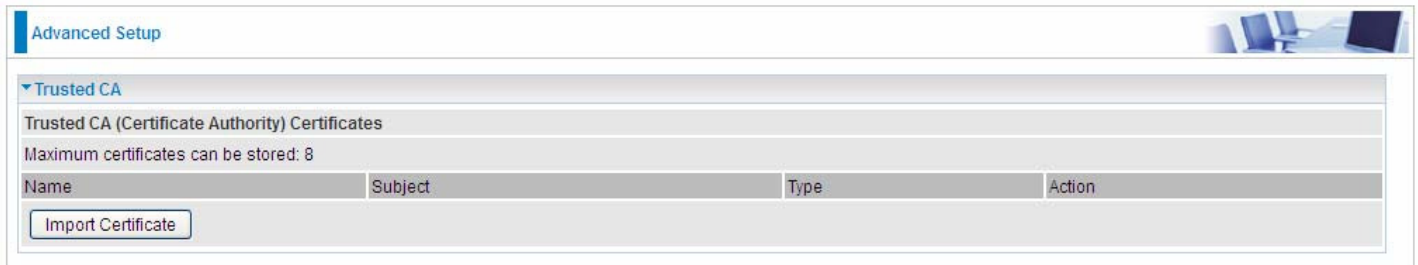 Advanced Setup
Trusted CA
Trusted CA (Certificate Authority) Certificates
Maximum certificates can be stored: 8
Name Subject Type Action
Import Certificate